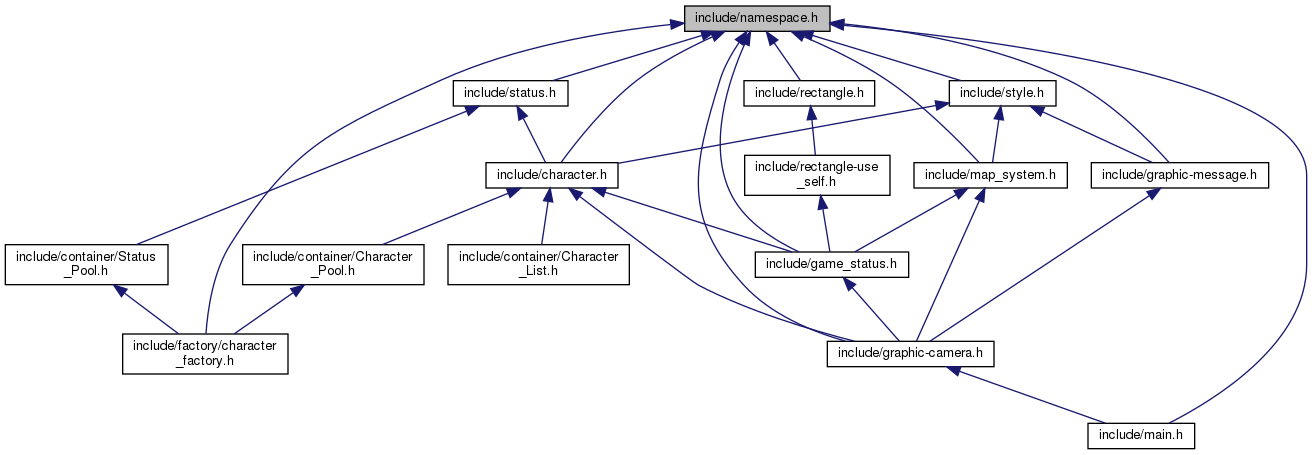 include/namespace.h
include/status.h
include/rectangle.h
include/style.h
include/character.h
include/rectangle-use
_self.h
include/map_system.h
include/graphic-message.h
include/container/Status
_Pool.h
include/container/Character
_Pool.h
include/container/Character
_List.h
include/game_status.h
include/factory/character
_factory.h
include/graphic-camera.h
include/main.h